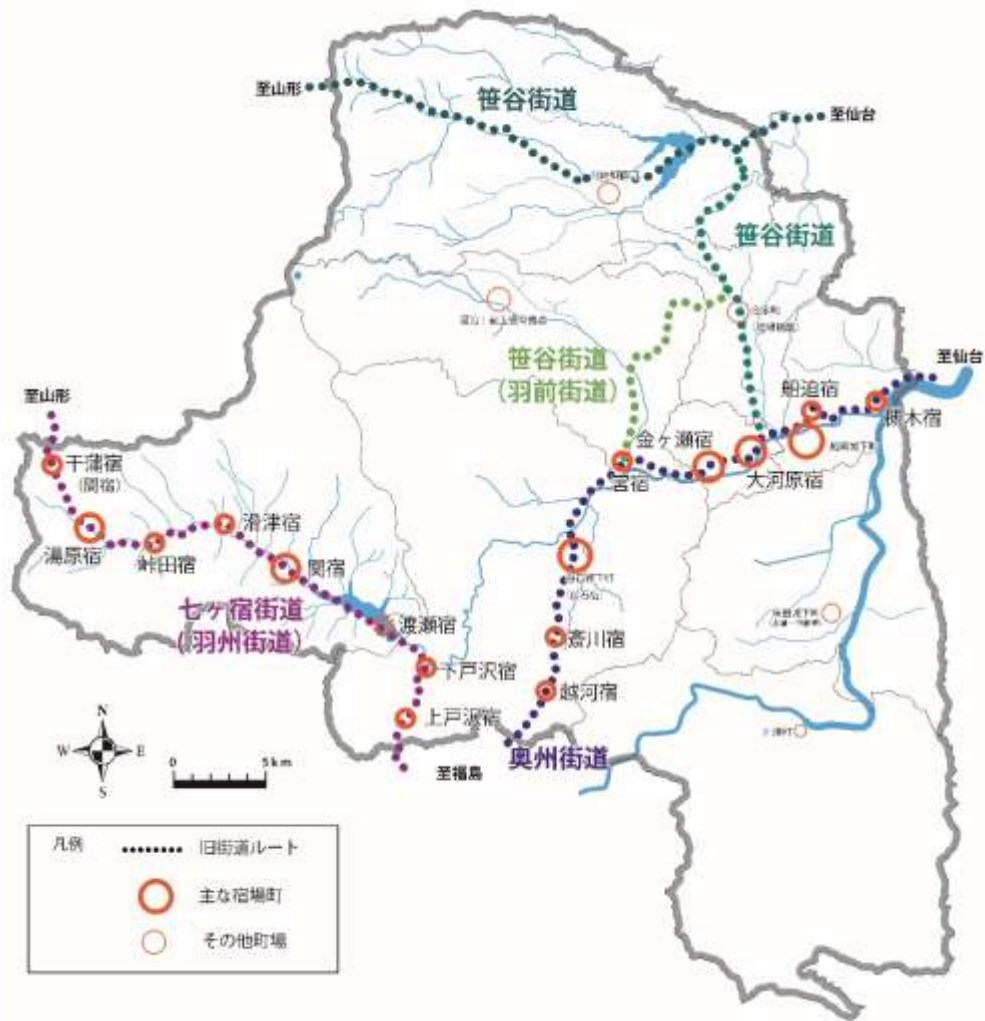 至山形
笹谷街道
至仙台
笹谷街道
笹谷街道
(羽前街道)
至仙台
船迫宿
槻木宿
至山形
金ヶ瀬宿
宮宿
大河原宿
干蒲宿
(関宿)
滑津宿
湯原宿
峠田宿
関宿
七ヶ宿街道
(羽州街道)
渡瀬宿
斎川宿
下戸沢宿
越河宿
上戸沢宿
奥州街道
至福島
N
W
E
S
0
5km
凡例
旧街道ルート
主な宿場町
その他町場